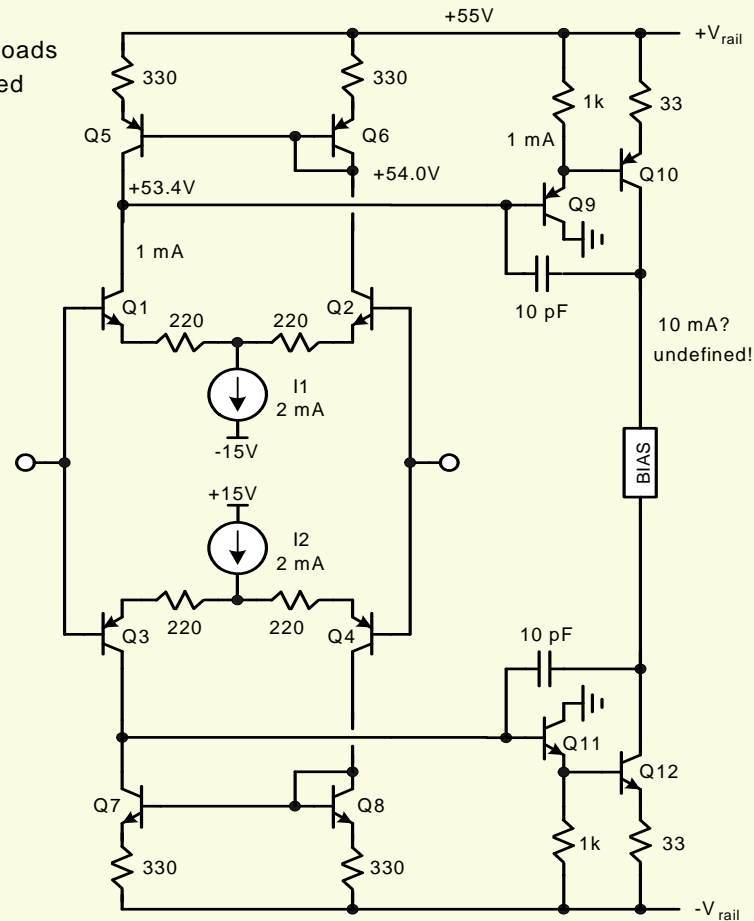 +55V
+Vrail
oads
ed
330
330
1k
33
Q5
Q6
1 mA
Q10
+54.0V
+53.4V
Q9
1 mA
10 pF
Q1
Q2
220
220
10 mA?
undefined!
I1
2 mA
-15V
BIAS
+15V
I2
2 mA
220
220
Q3
Q4
10 pF
Q11
Q12
Q7
Q8
330
330
1k
33
-Vrail